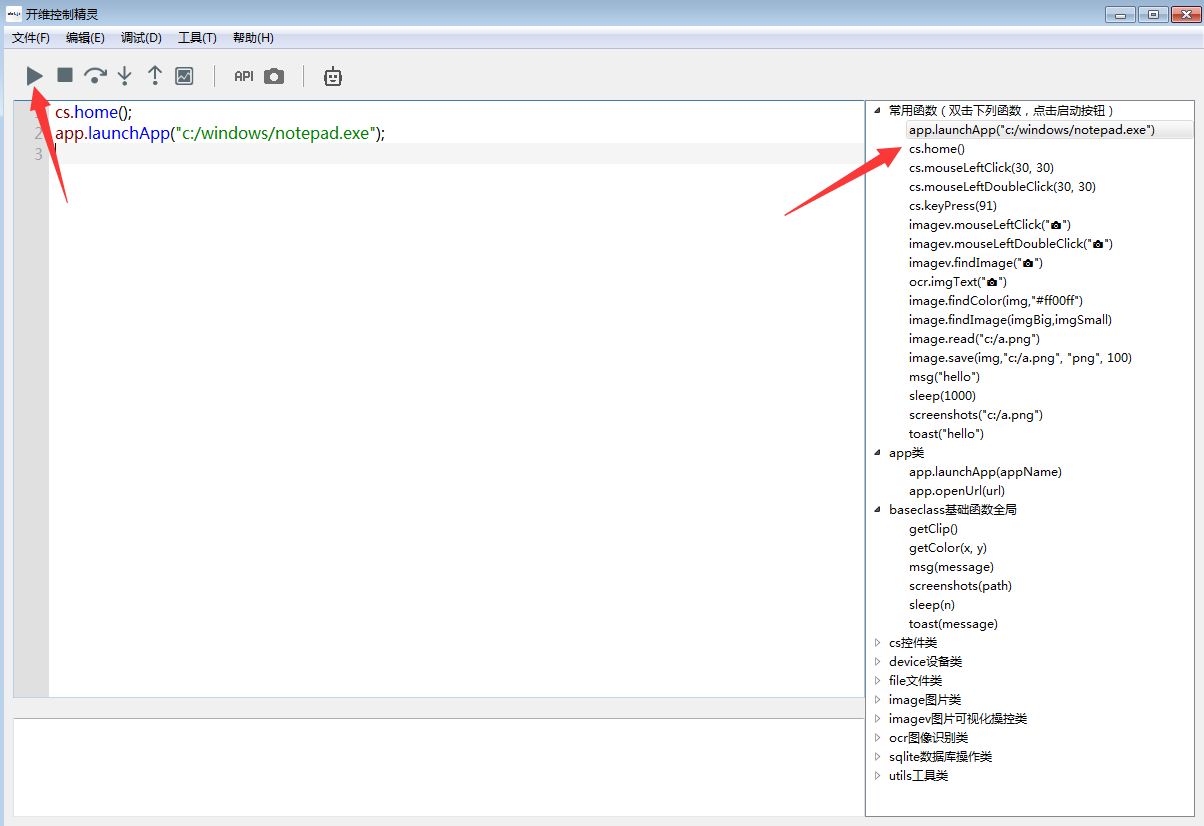 开维控制精灵
文件(F) 编辑(E) 调试(D) 工具(T) 帮助(H)
API
cs.home();
2 app.launchApp("c:/windows/notepad.exe");
3
常用函数（双击下列函数，点击启动按钮）
app.launchApp("c:/windows/notepad.exe")
cs.home()
cs.mouseLeftClick(30, 30)
cs.mouseLeftDoubleClick(30, 30)
cs.keyPress(91)
imagev.mouseLeftClick("📷")
imagev.mouseLeftDoubleClick("📷")
imagev.findImage("📷")
ocr.imgText("📷")
image.findColor(img,"#ff00ff")
image.findImage(imgBig,imgSmall)
image.read("c:/a.png")
image.save(img,"c:/a.png", "png", 100)
msg("hello")
sleep(1000)
screenshots("c:/a.png")
toast("hello")
app类
app.launchApp(appName)
app.openUrl(url)
baseclass基础函数全局
getClip()
getColor(x, y)
msg(message)
screenshots(path)
sleep(n)
toast(message)
cs控件类
device设备类
file文件类
image图片类
imagev图片可视化操控类
ocr图像识别类
sqlite数据库操作类
utils工具类